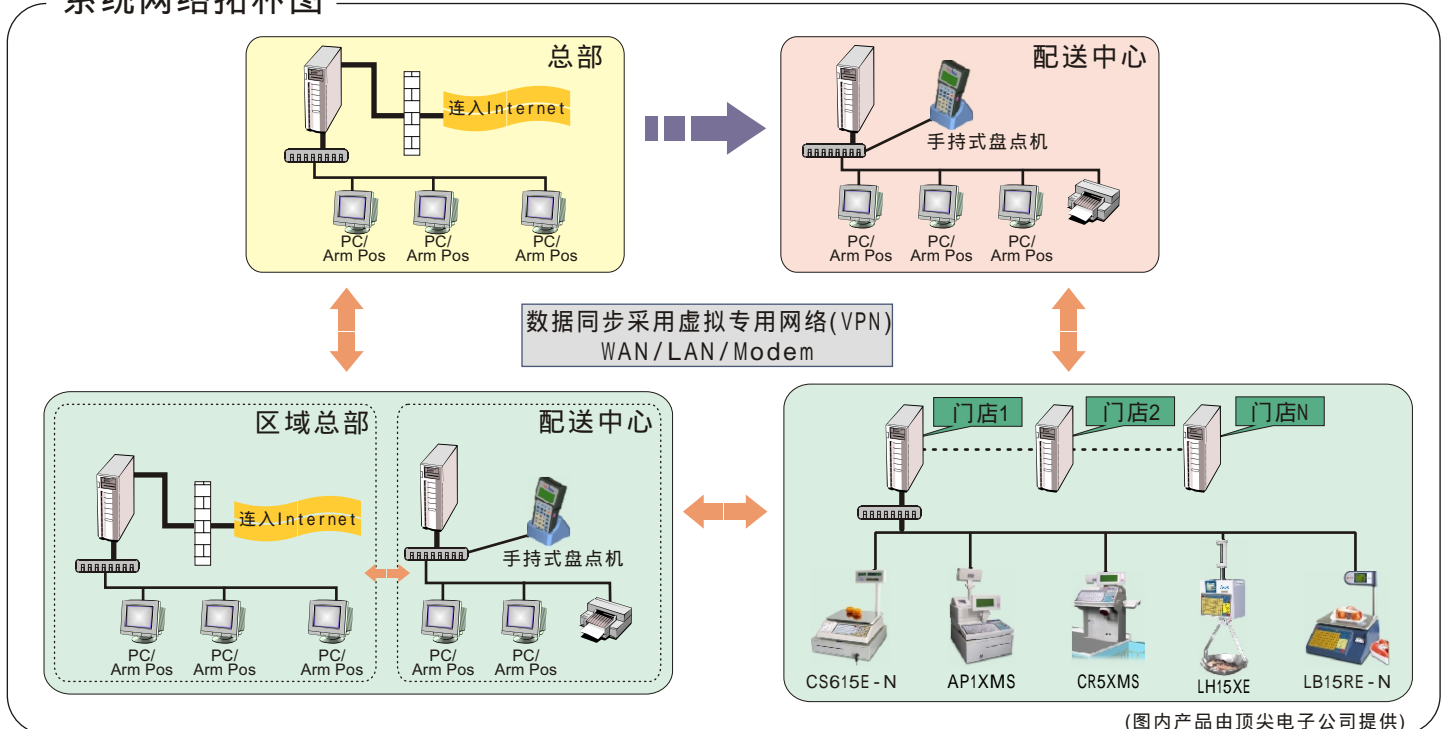 系统网络拓朴图
总部
连入Internet
PC/
Arm Pos
PC/
Arm Pos
PC/
Arm Pos
配送中心
手持式盘点机
PC/
Arm Pos
PC/
Arm Pos
PC/
Arm Pos
数据同步采用虚拟专用网络(VPN)
WAN/LAN/Modem
区域总部
连入Internet
PC/
Arm Pos
PC/
Arm Pos
PC/
Arm Pos
配送中心
手持式盘点机
PC/
Arm Pos
PC/
Arm Pos
门店1
门店2
门店N
CS615E-N
AP1XMS
CR5XMS
LH15XE
LB15RE-N
(图内产品由顶尖电子公司提供)